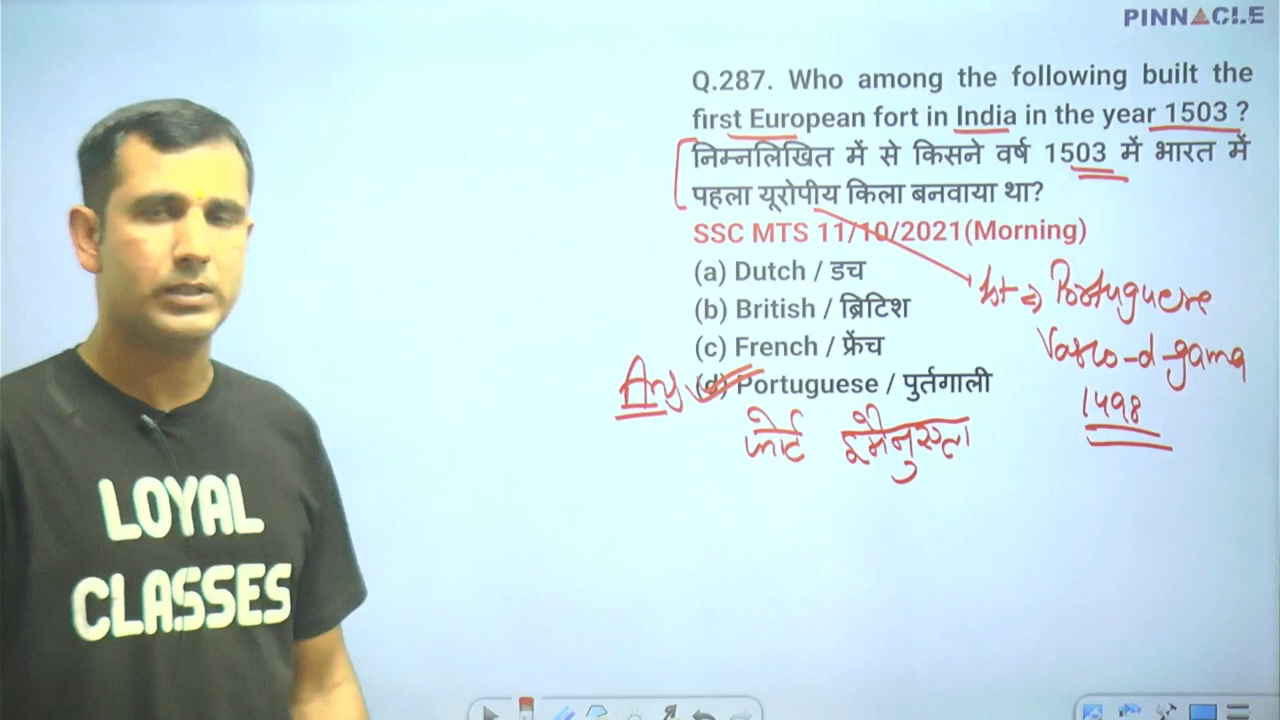 PINNACLE
Q.287. Who among the following built the
first European fort in India in the year 1503 ?
निम्नलिखित में से किसने वर्ष 1503 में भारत में
पहला यूरोपीय किला बनवाया था?
SSC MTS 11/10/2021(Morning)
(a) Dutch / डच
(b) British / ब्रिटिश
(c) French / फ्रेंच
(d) Portuguese / पुर्तगाली
Ans
1st ⇒ Portuguese
Vasco-d-gama
1498
फोर्ट इमैनुएल
LOYAL
CLASSES